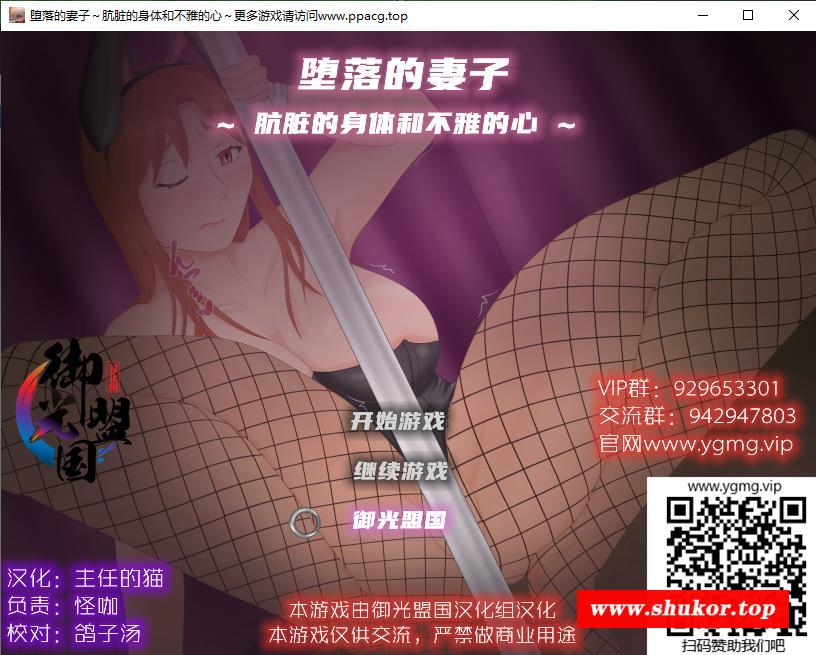 堕落的妻子～肮脏的身体和不雅的心～更多游戏请访问www.ppacg.top
堕落的妻子
~ 肮脏的身体和不雅的心 ~
御光盟国
开始游戏
继续游戏
御光盟国
VIP群：929653301
交流群：942947803
官网www.ygmg.vip
www.ygmg.vip
www.shukor.top
扫码赞助我们吧
汉化：主任的猫
负责：怪咖
校对：鸽子汤
本游戏由御光盟国汉化组汉化
本游戏仅供交流，严禁做商业用途